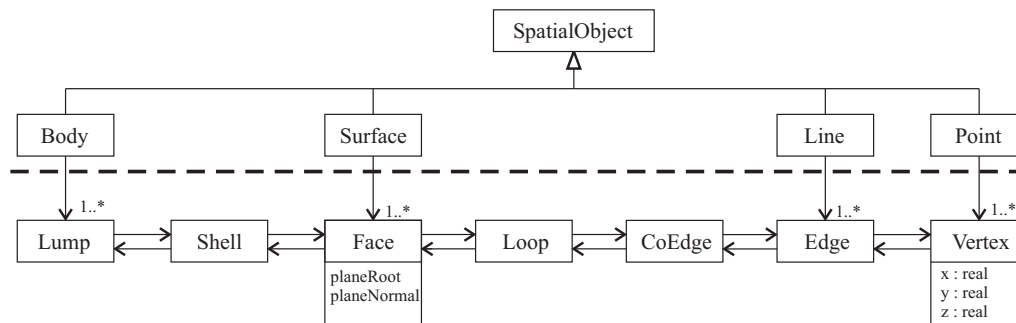 SpatialObject
Body
Surface
Line
Point
1..*
1..*
1..*
1..*
Lump
Shell
Face
Loop
CoEdge
Edge
Vertex
planeRoot
planeNormal
x : real
y : real
z : real